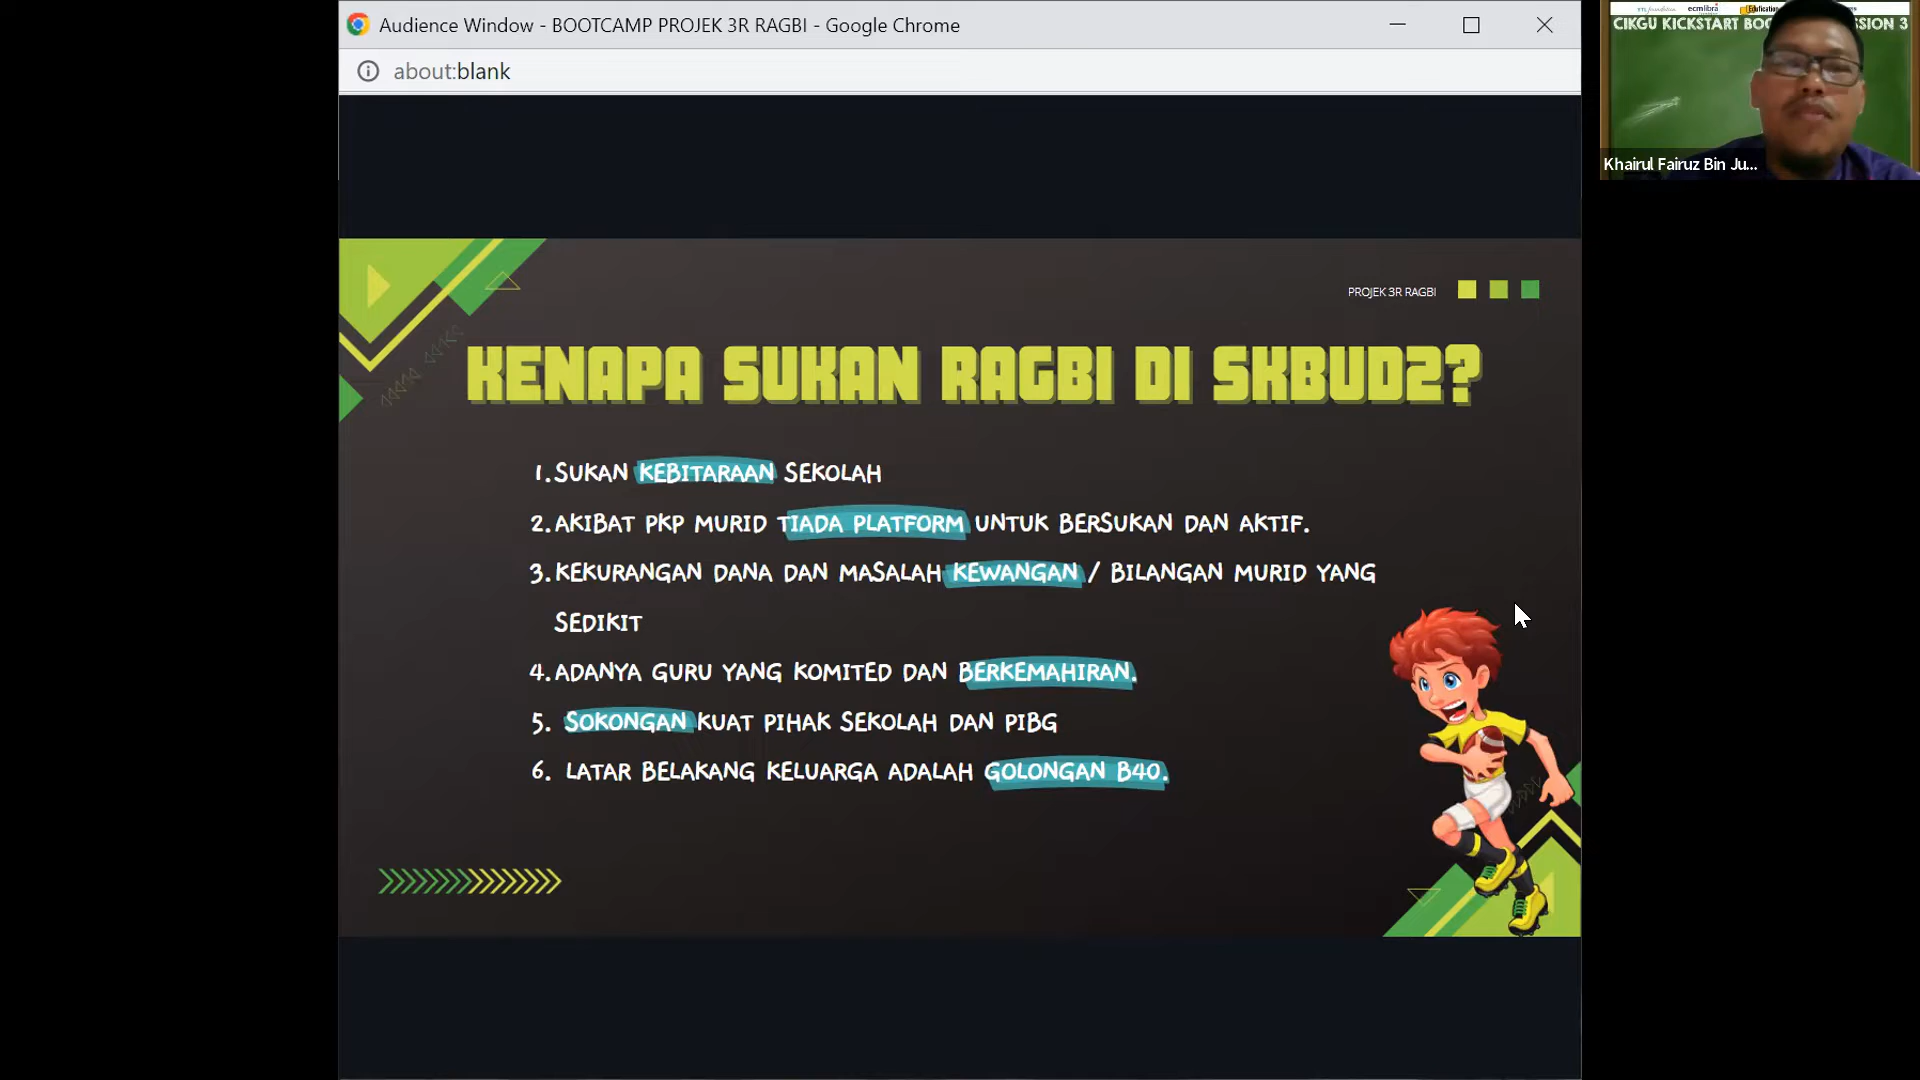 Audience Window - BOOTCAMP PROJEK 3R RAGBI - Google Chrome
about:blank
CIKGU KICKSTART BOO SSION 3
Khairul Fairuz Bin Ju...
PROJEK 3R RAGBI
KENAPA SUKAN RAGBI DI SKBUD2?
1. SUKAN KEBITARAAN SEKOLAH
2. AKIBAT PKP MURID TIADA PLATFORM UNTUK BERSUKAN DAN AKTIF.
3. KEKURANGAN DANA DAN MASALAH KEWANGAN / BILANGAN MURID YANG
SEDIKIT
4. ADANYA GURU YANG KOMITED DAN BERKEMAHIRAN.
5. SOKONGAN KUAT PIHAK SEKOLAH DAN PIBG
6. LATAR BELAKANG KELUARGA ADALAH GOLONGAN B40.